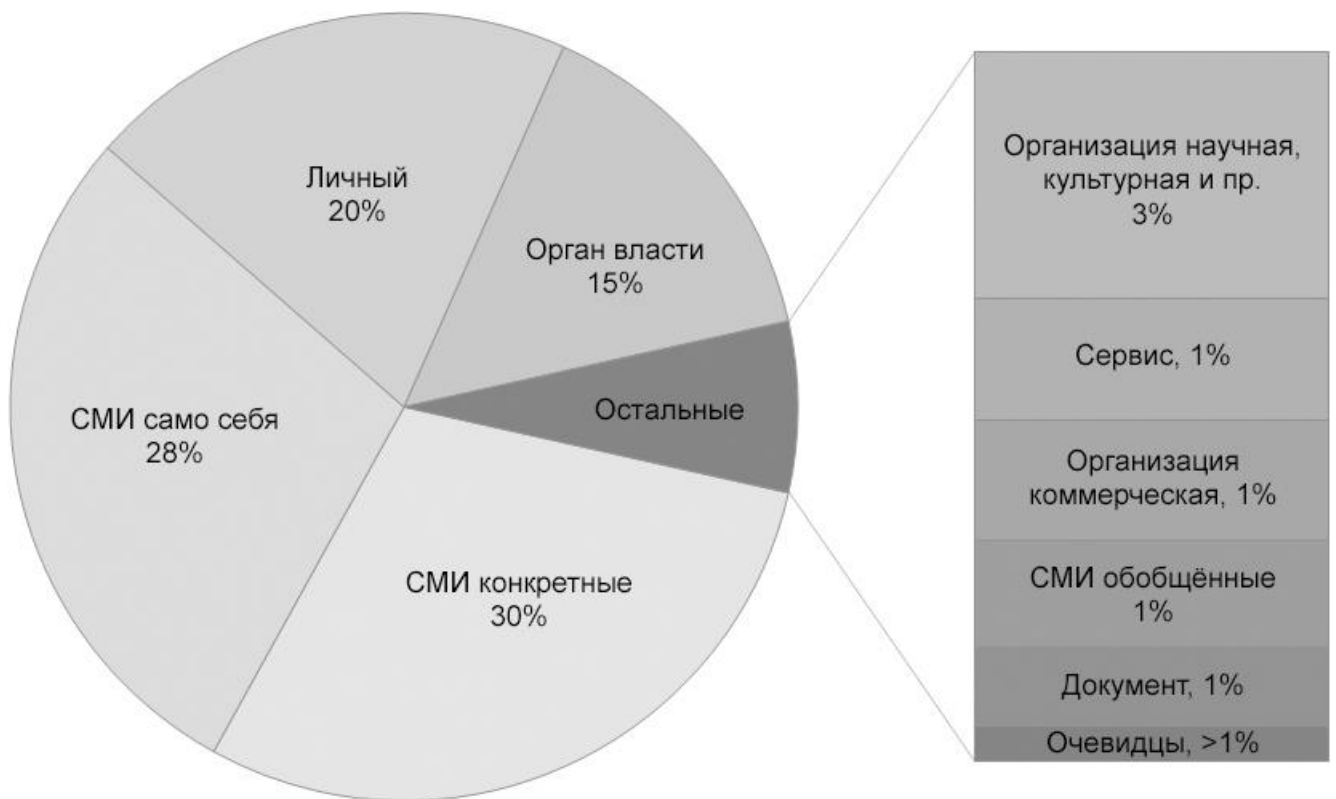 Личный
20%
Орган власти
15%
Остальные
СМИ само себя
28%
СМИ конкретные
30%
Организация научная,
культурная и пр.
3%
Сервис, 1%
Организация
коммерческая, 1%
СМИ обобщённые
1%
Документ, 1%
Очевидцы, >1%